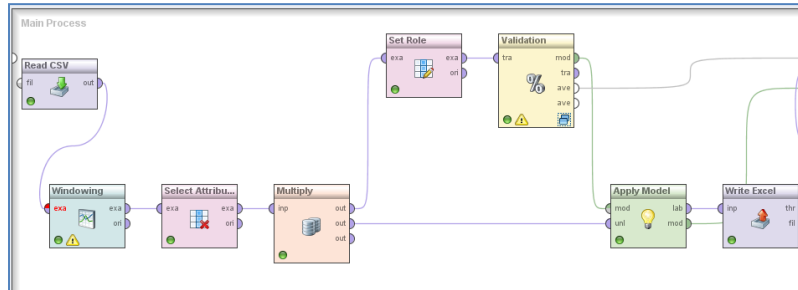 Main Process
Set Role
exa exa
ori
Validation
tra mod
tra
ave
ave
Read CSV
fil out
Windowing
exa exa
ori
Select Attribu...
exa exa
ori
Multiply
inp out
out
out
Apply Model
mod lab
unl mod
Write Excel
inp thr
fil